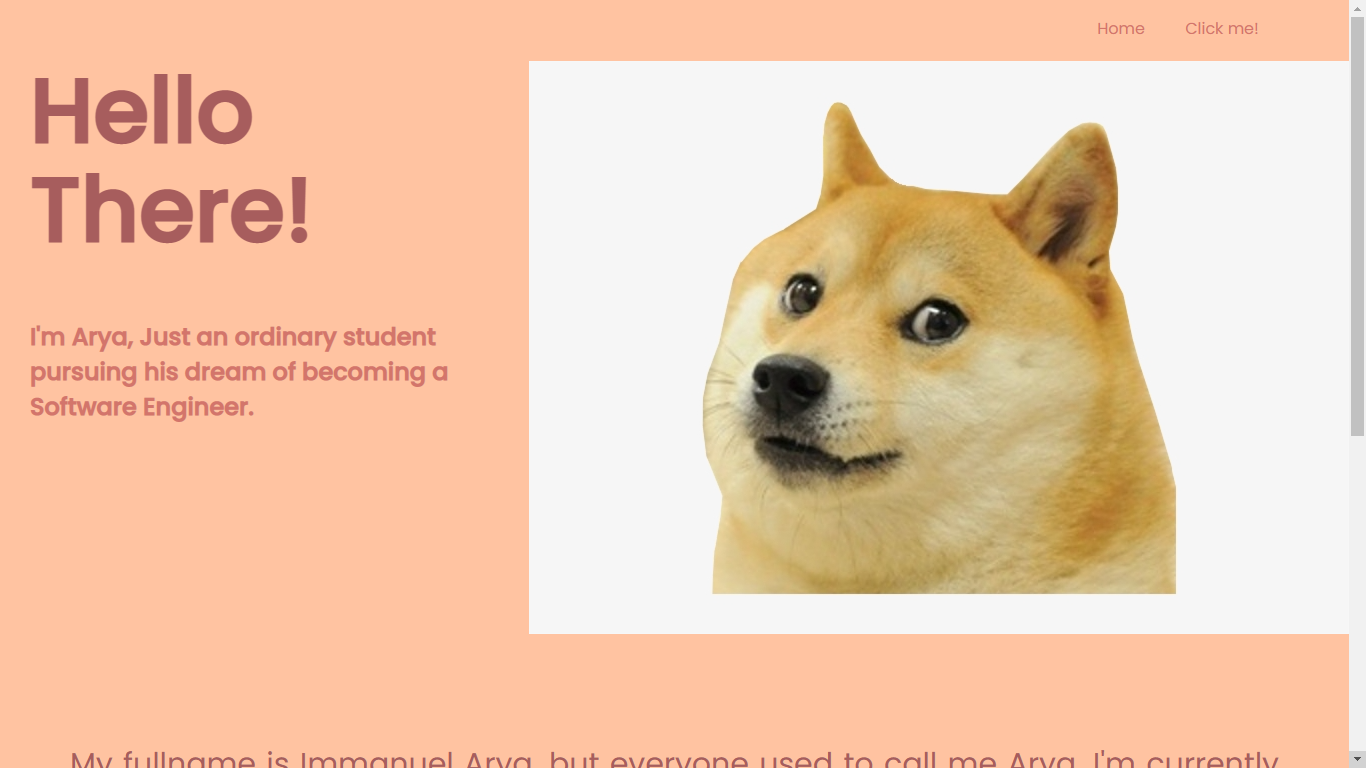 Home Click me!
Hello
There!
I'm Arya, Just an ordinary student
pursuing his dream of becoming a
Software Engineer.
My fullname is Immanuel Arya, but everyone used to call me Arya. I'm currently